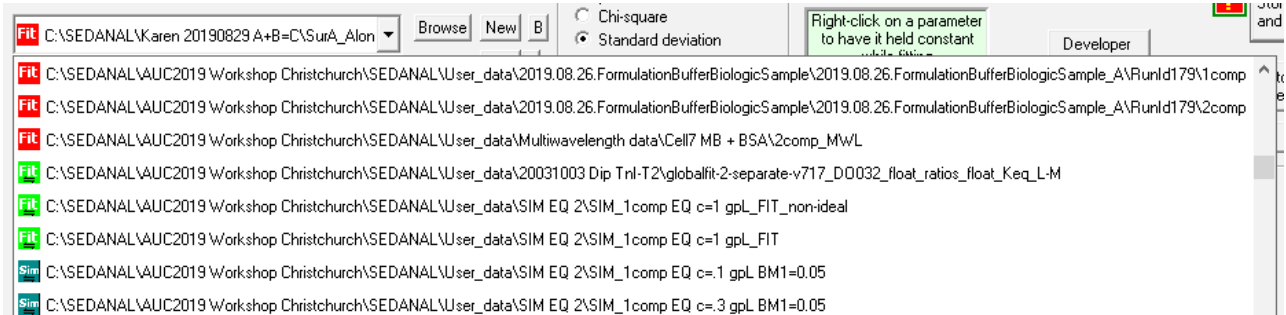 Chi-square
Fit C:\SEDANAL\Karen 20190829 A+B=C\SurA_Alon Browse New B Standard deviation
Right-click on a parameter
to have it held constant
while fitting
Developer
and
Fit C:\SEDANAL\AUC2019 Workshop Christchurch\SEDANAL\User_data\2019.08.26.FormulationBufferBiologicSample\2019.08.26.FormulationBufferBiologicSample_A\RunId179\1comp
Fit C:\SEDANAL\AUC2019 Workshop Christchurch\SEDANAL\User_data\2019.08.26.FormulationBufferBiologicSample\2019.08.26.FormulationBufferBiologicSample_A\RunId179\2comp
Fit C:\SEDANAL\AUC2019 Workshop Christchurch\SEDANAL\User_data\Multiwavelength data\Cell7 MB + BSA\2comp_MWL
Fit C:\SEDANAL\AUC2019 Workshop Christchurch\SEDANAL\User_data\20031003 Dip TnI-T2\globalfit-2-separate-v717_DO032_float_ratios_float_Keq_L-M
Fit C:\SEDANAL\AUC2019 Workshop Christchurch\SEDANAL\User_data\SIM EQ 2\SIM_1comp EQ c=1 gpL_FIT_non-ideal
Fit C:\SEDANAL\AUC2019 Workshop Christchurch\SEDANAL\User_data\SIM EQ 2\SIM_1comp EQ c=1 gpL_FIT
Sim C:\SEDANAL\AUC2019 Workshop Christchurch\SEDANAL\User_data\SIM EQ 2\SIM_1comp EQ c=.1 gpL BM1=0.05
Sim C:\SEDANAL\AUC2019 Workshop Christchurch\SEDANAL\User_data\SIM EQ 2\SIM_1comp EQ c=.3 gpL BM1=0.05